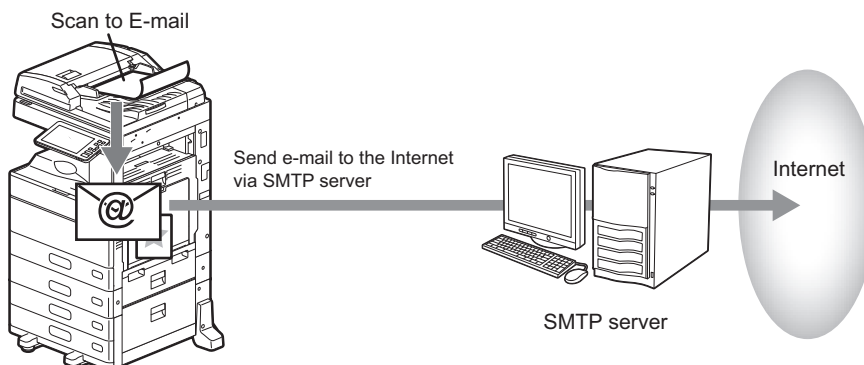 Scan to E-mail
Send e-mail to the Internet
via SMTP server
Internet
SMTP server